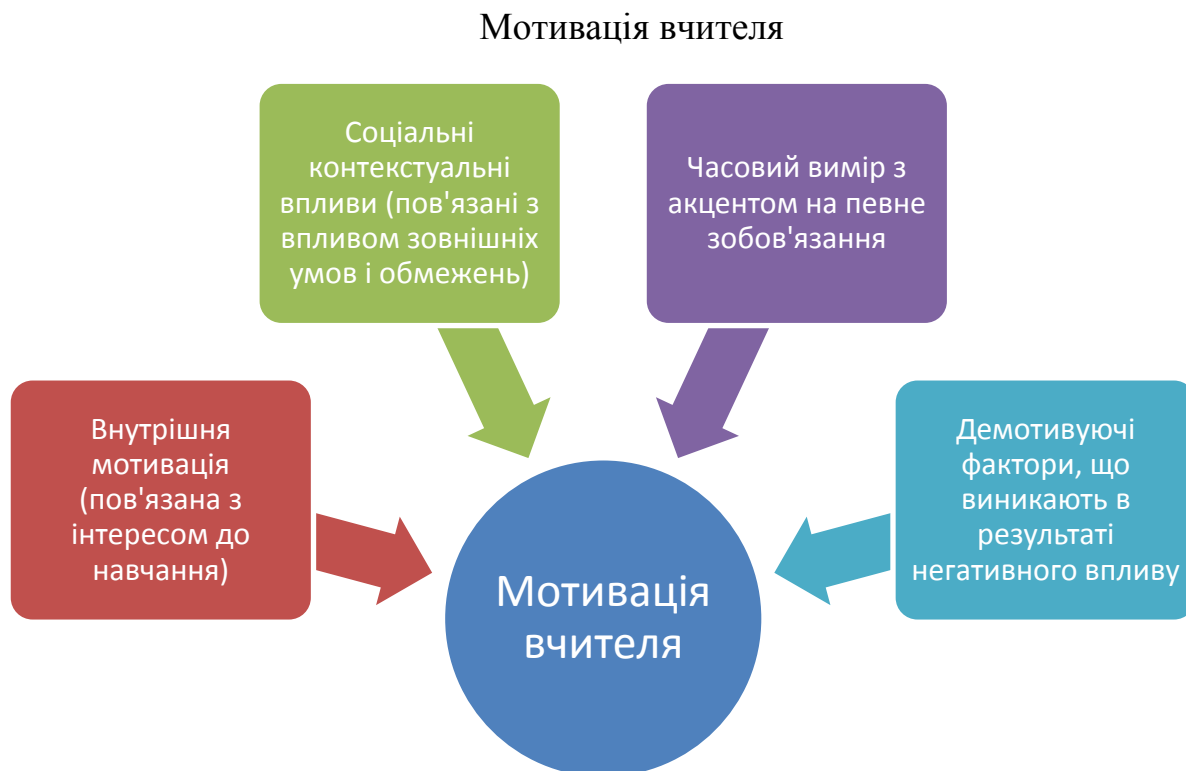 Мотивація вчителя
Соціальні
контекстуальні
впливи (пов'язані з
впливом зовнішніх
умов і обмежень)
Часовий вимір з
акцентом на певне
зобов'язання
Внутрішня
мотивація
(пов'язана з
інтересом до
навчання)
Демотивуючі
фактори, що
виникають в
результаті
негативного впливу
Мотивація
вчителя